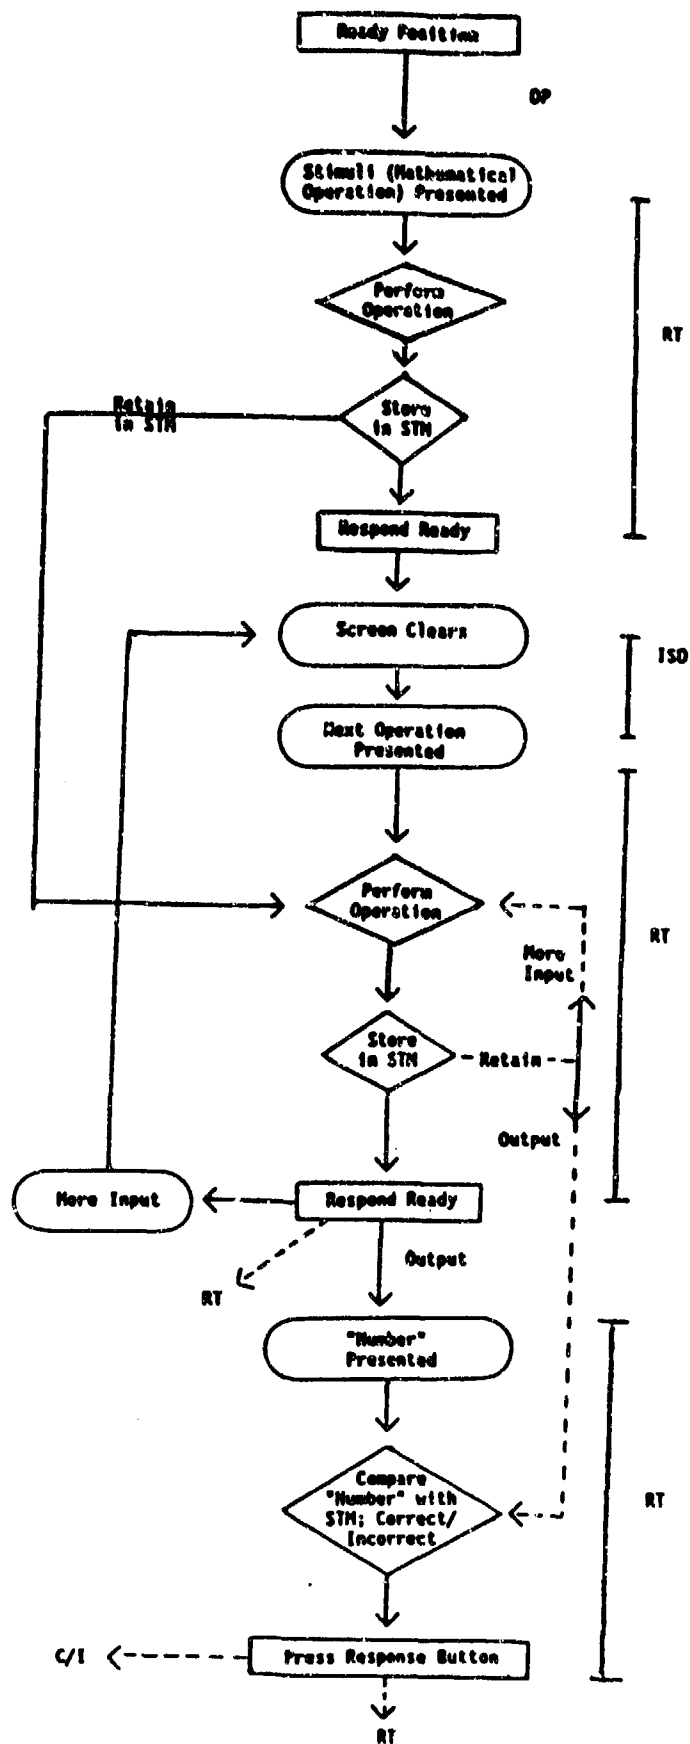 Ready Position
DP
Stimuli (Mathematical
Operation) Presented
Perform
Operation
RT
Retain
in STM
Store
in STM
Respond Ready
Screen Clears
ISD
Next Operation
Presented
Perform
Operation
RT
More
Input
Store
in STM
Retain
Output
More Input
Respond Ready
Output
RT
"Number"
Presented
Compare
"Number" with
STM; Correct/
Incorrect
RT
C/I
Press Response Button
RT